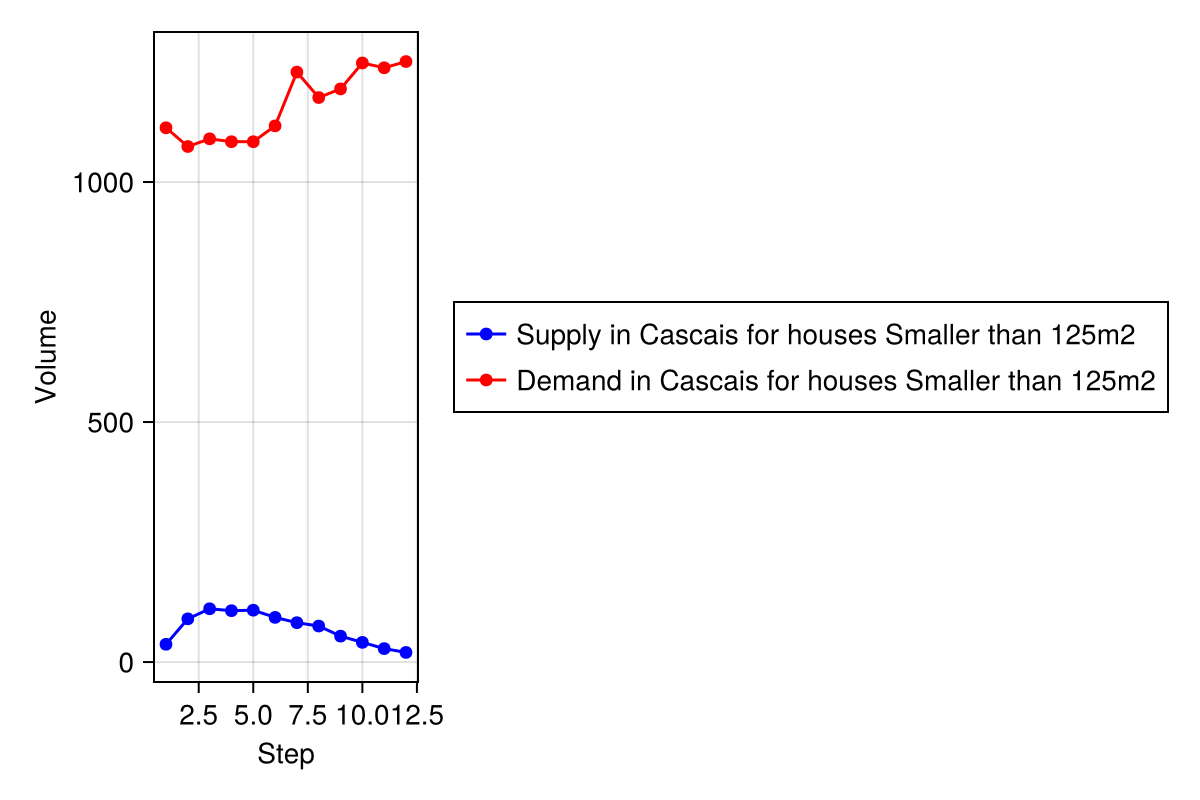 Volume
1000
500
0
2.5 5.0 7.5 10.0 12.5
Step
Supply in Cascais for houses Smaller than 125m2
Demand in Cascais for houses Smaller than 125m2